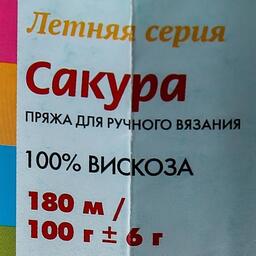 Летняя серия
Сакура
ПРЯЖА ДЛЯ РУЧНОГО ВЯЗАНИЯ
100% ВИСКОЗА
180 м /
100 г ± 6 г